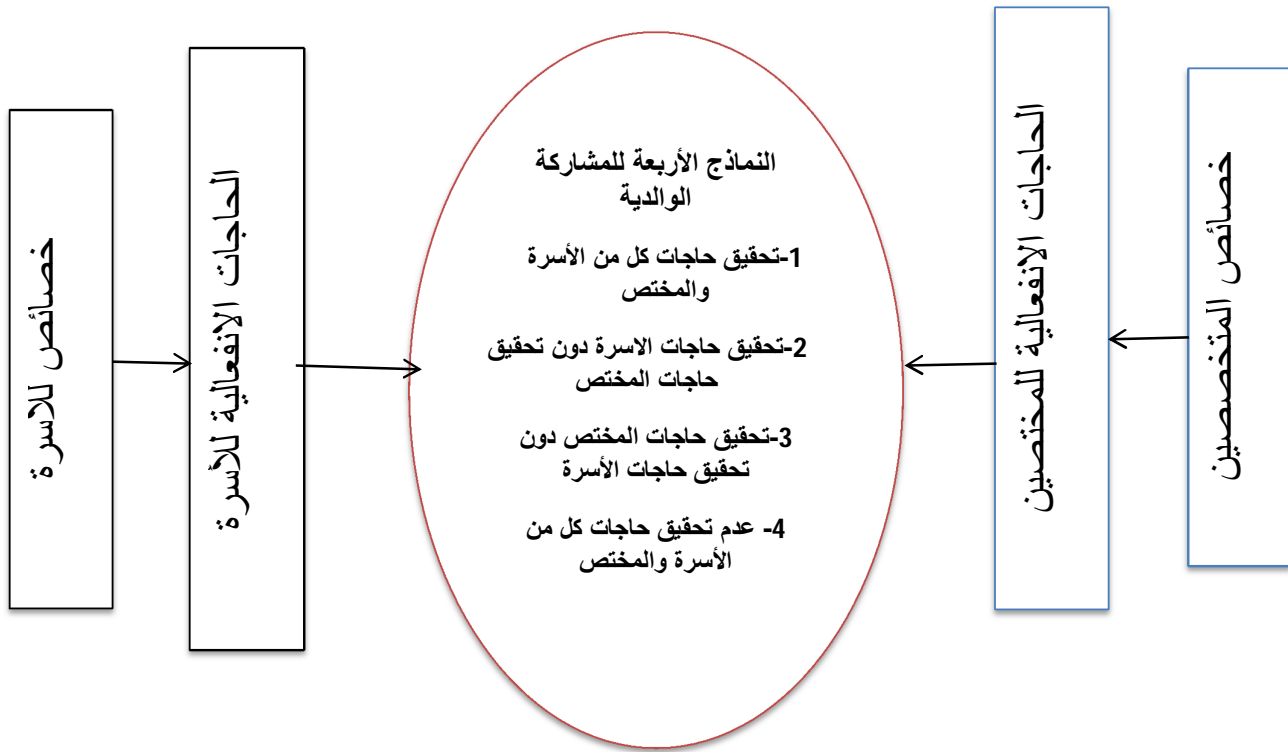 خصائص المتخصصين
الحاجات الانفعالية للمختصين
النماذج الأربعة للمشاركة
الوالدية
1-تحقيق حاجات كل من الأسرة
والمختص
2-تحقيق حاجات الاسرة دون تحقيق
حاجات المختص
3-تحقيق حاجات المختص دون
تحقيق حاجات الأسرة
4- عدم تحقيق حاجات كل من
الأسرة والمختص
الحاجات الانفعالية للأسرة
خصائص للاسرة